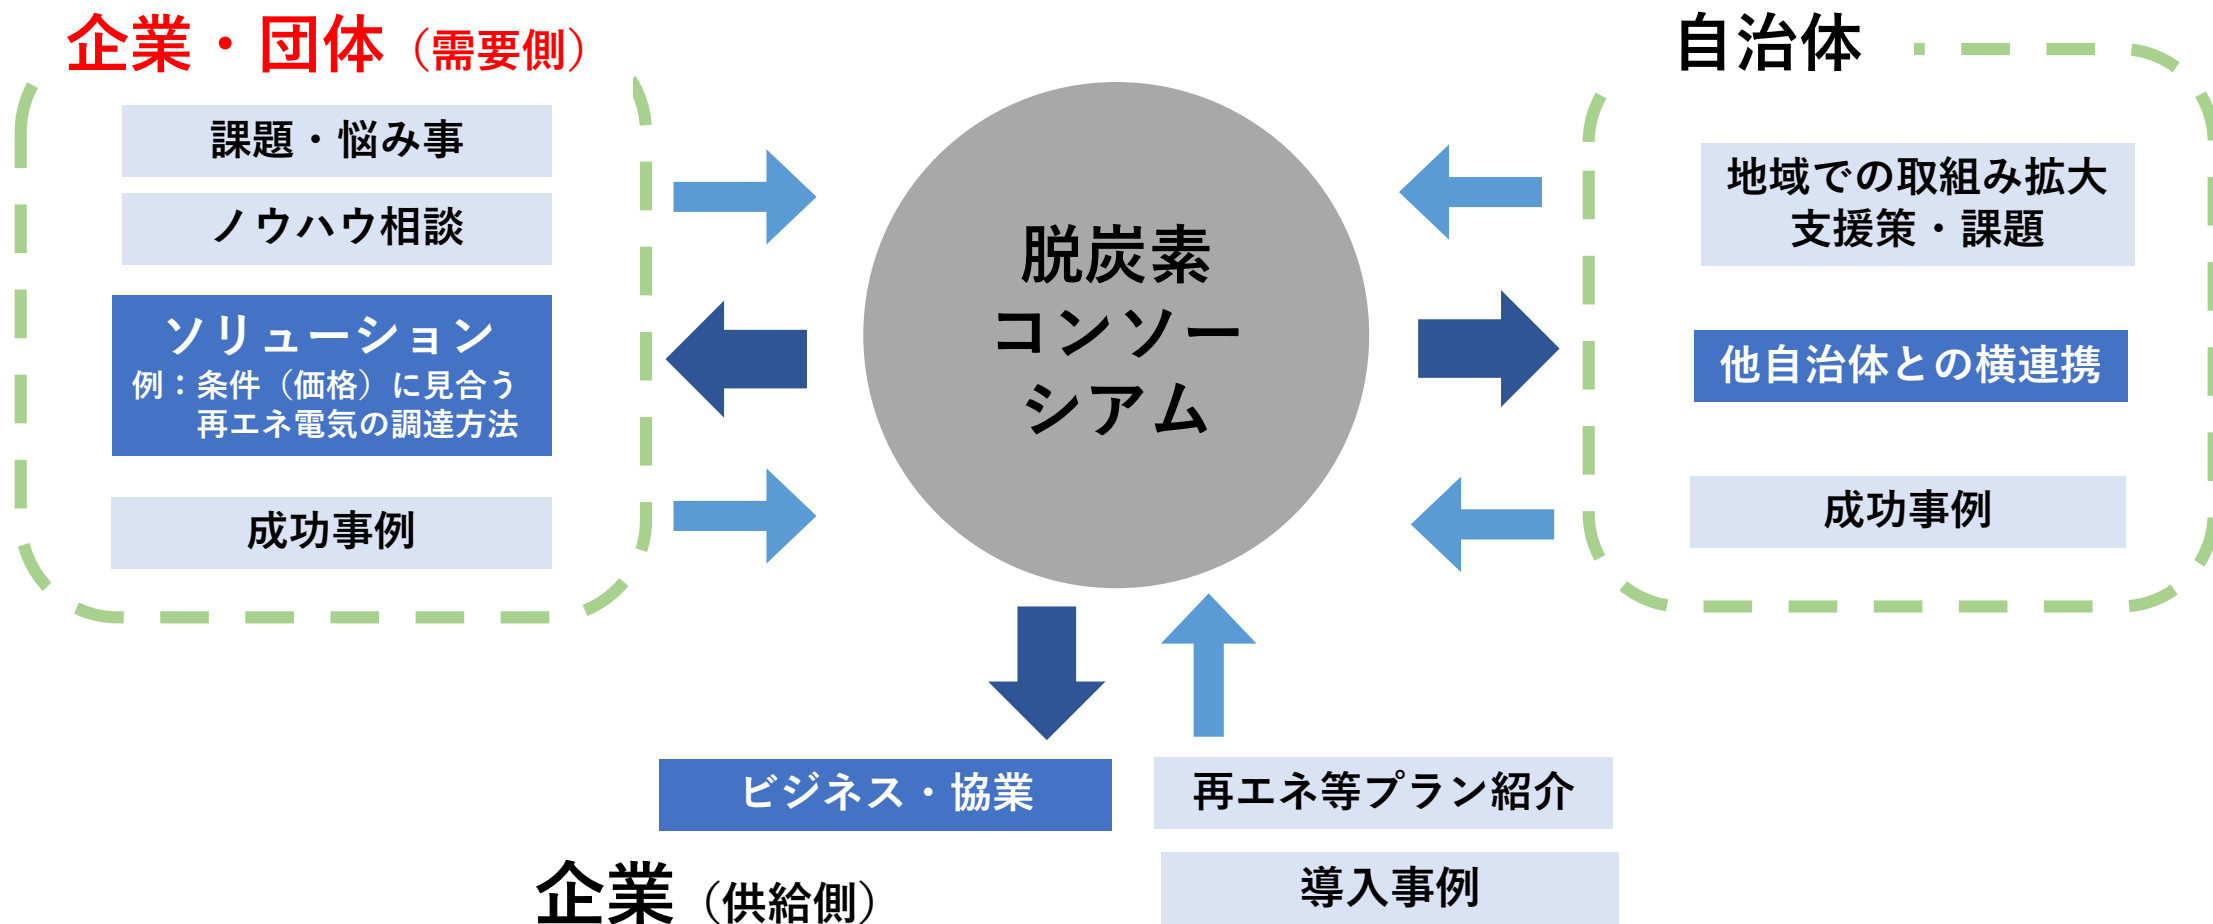 企業・団体（需要側）
課題・悩み事
ノウハウ相談
ソリューション
例：条件（価格）に見合う
再エネ電気の調達方法
成功事例
脱炭素
コンソー
シアム
自治体
地域での取組み拡大
支援策・課題
他自治体との横連携
成功事例
ビジネス・協業
再エネ等プラン紹介
導入事例
企業（供給側）